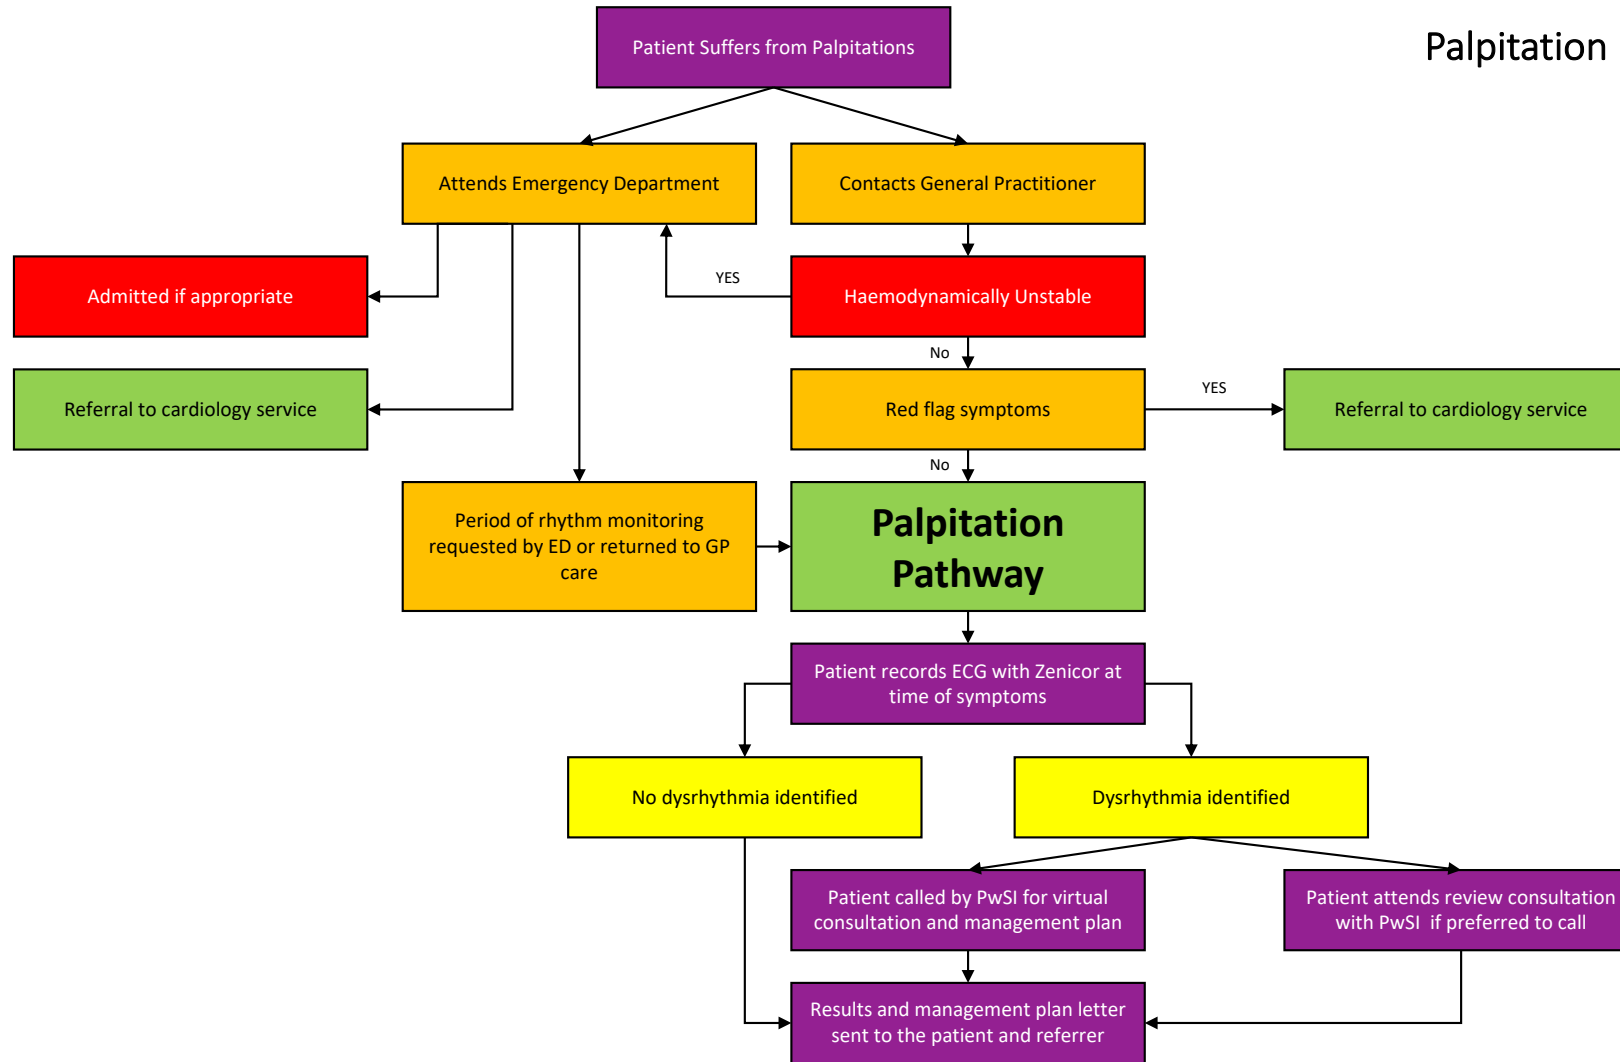 Palpitation
Patient Suffers from Palpitations
Attends Emergency Department
Contacts General Practitioner
Admitted if appropriate
YES
Haemodynamically Unstable
No
Referral to cardiology service
Red flag symptoms
YES
Referral to cardiology service
No
Period of rhythm monitoring
requested by ED or returned to GP
care
Palpitation
Pathway
Patient records ECG with Zenicor at
time of symptoms
No dysrhythmia identified
Dysrhythmia identified
Patient called by PwSI for virtual
consultation and management plan
Patient attends review consultation
with PwSI if preferred to call
Results and management plan letter
sent to the patient and referrer